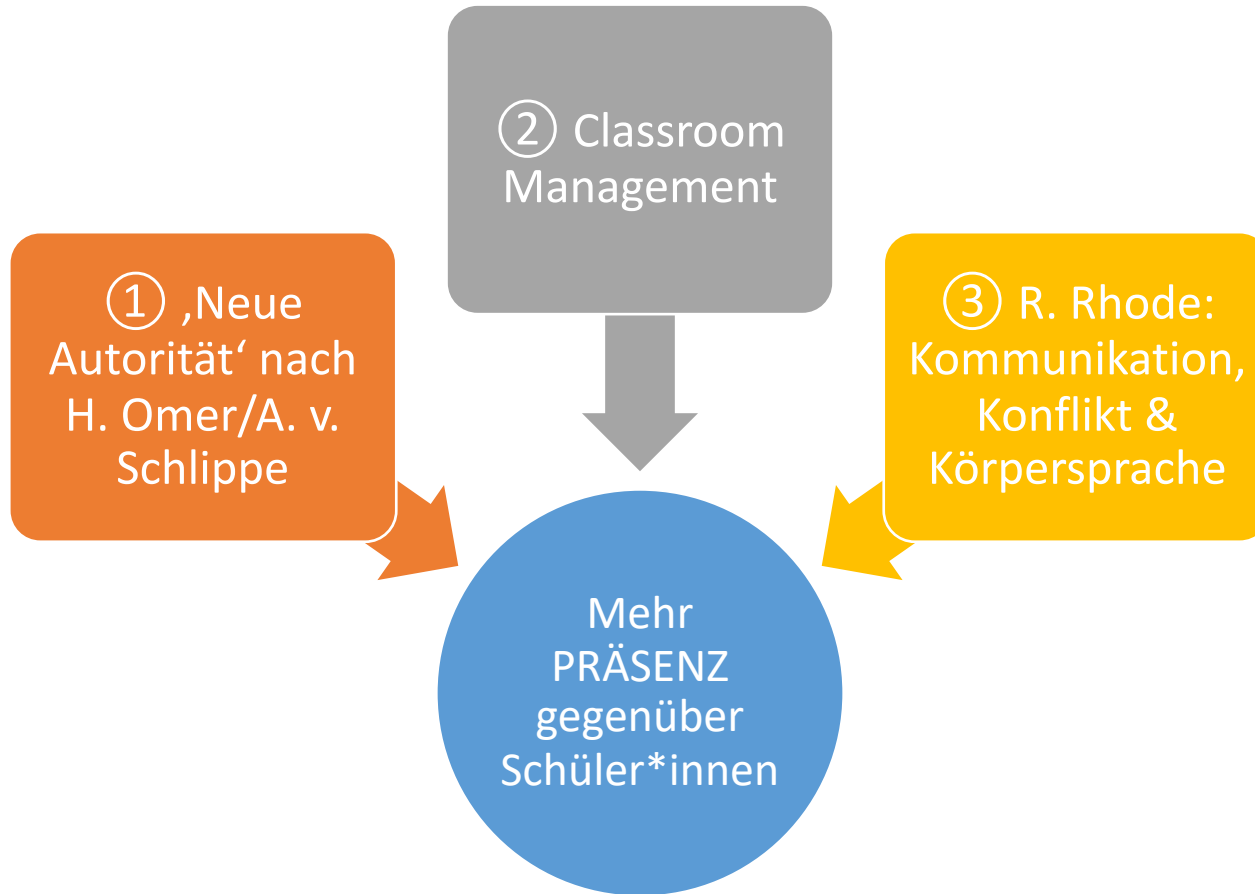 ① ‚Neue
Autorität‘ nach
H. Omer/A. v.
Schlippe
② Classroom
Management
③ R. Rhode:
Kommunikation,
Konflikt &
Körpersprache
Mehr
PRÄSENZ
gegenüber
Schüler*innen